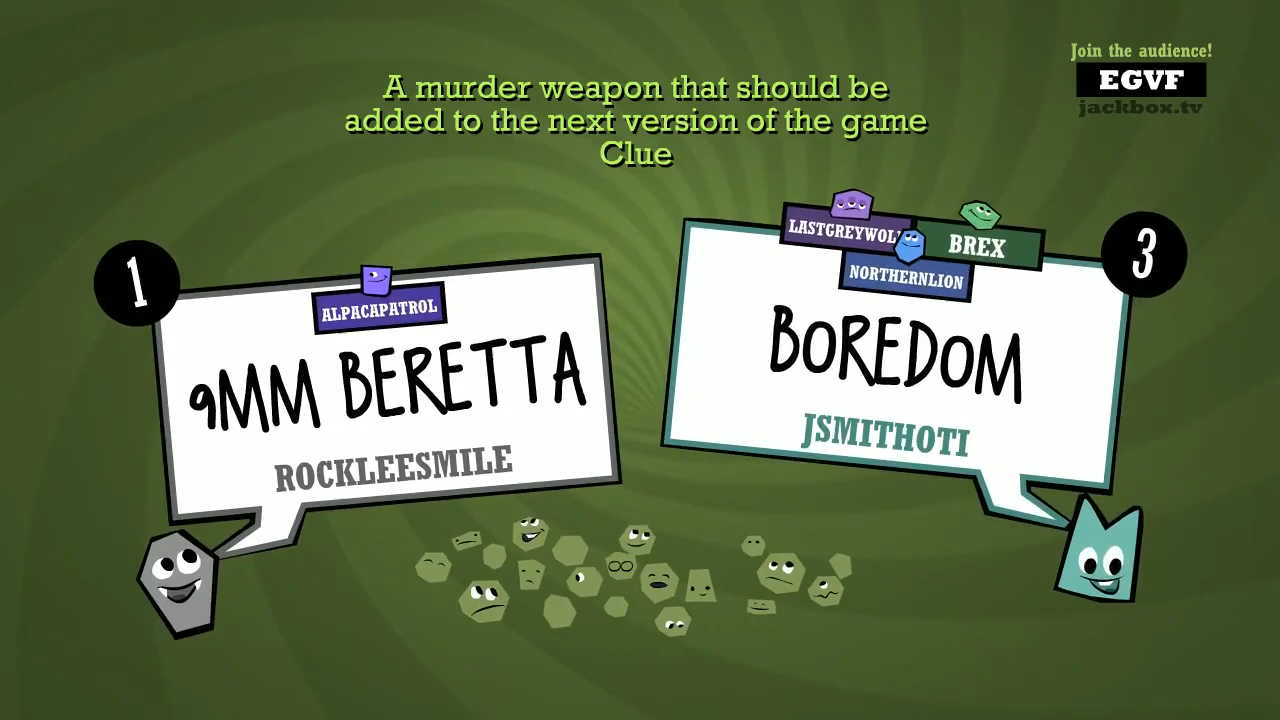 Join the audience!
EGVF
jackbox.tv
A murder weapon that should be
added to the next version of the game
Clue
1
ALPACAPATROL
9MM BERETTA
ROCKLEESMILE
BREX
NORTHERNLION
3
BOREDOM
JSMITHOTI